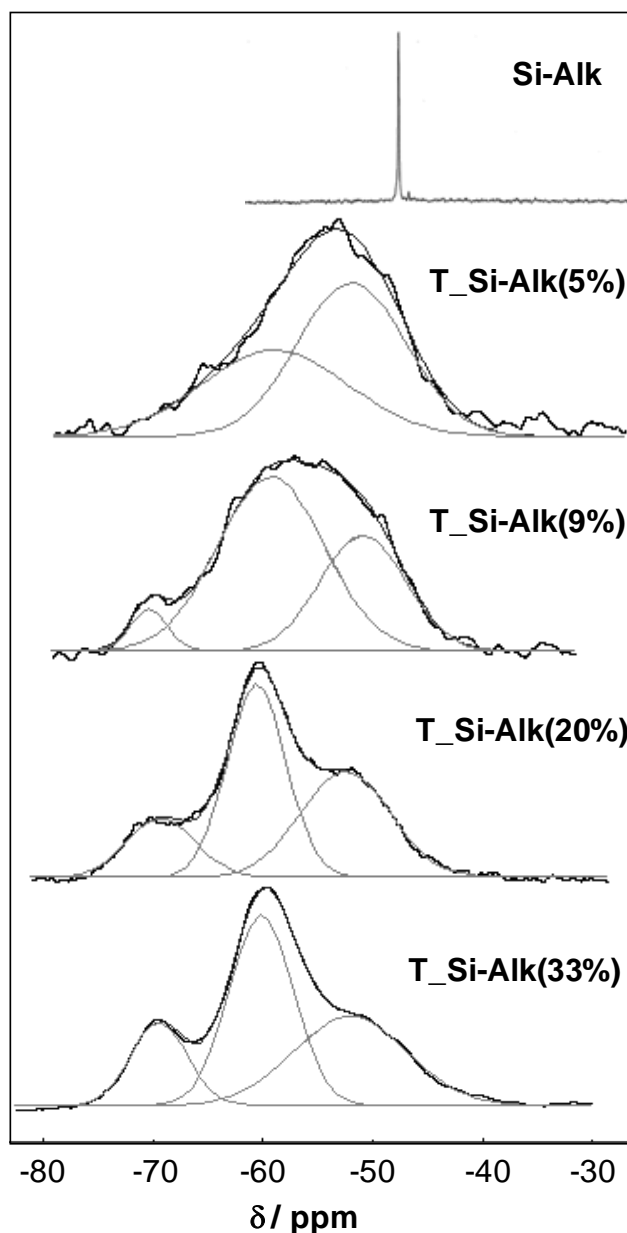 Si-Alk
T_Si-Alk(5%)
T_Si-Alk(9%)
T_Si-Alk(20%)
T_Si-Alk(33%)
-80 -70 -60 -50 -40 -30
δ / ppm